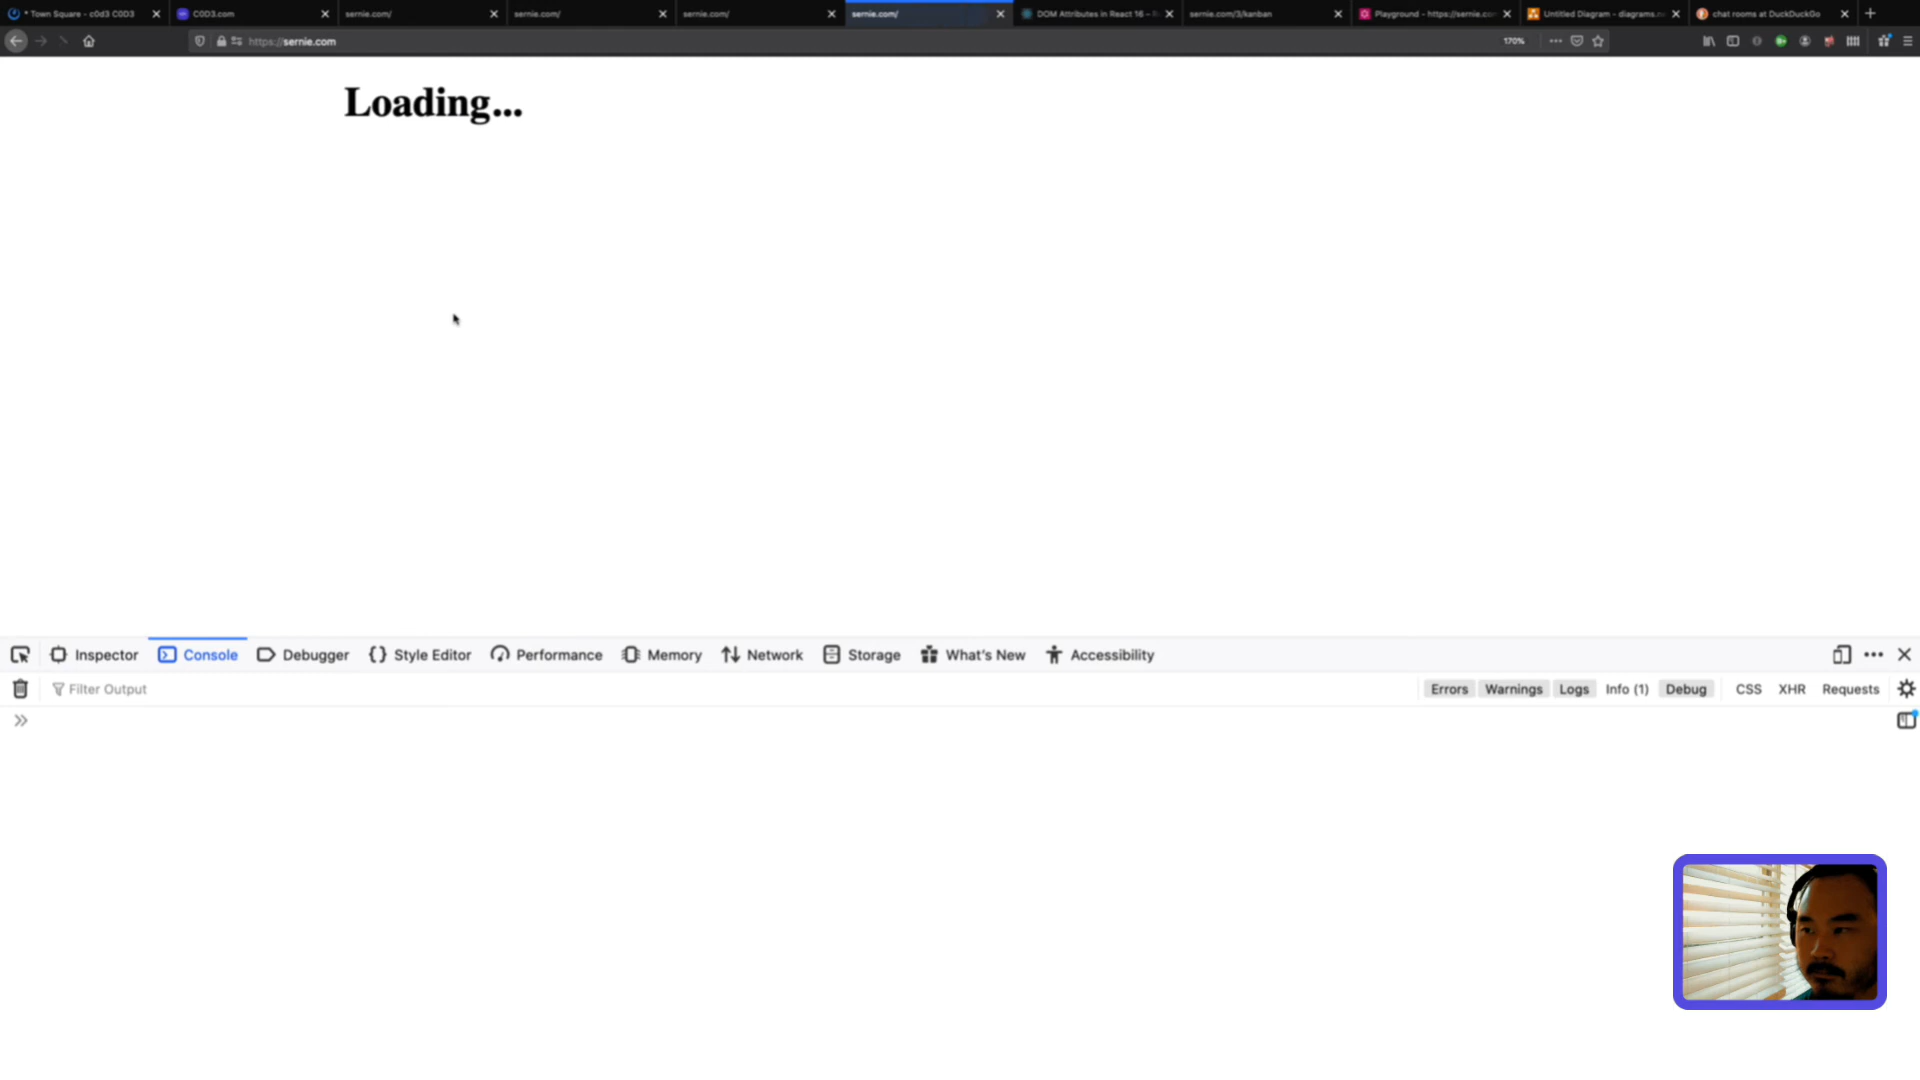 * Town Square - c0d3 C0D3
C0D3.com
sernie.com/
sernie.com/
sernie.com/
sernie.com/
DOM Attributes in React 16 – R
sernie.com/3/kanban
Playground - https://sernie.co
Untitled Diagram - diagrams.n
chat rooms at DuckDuckGo
https://sernie.com
170%
Loading...
Inspector
Console
Debugger
Style Editor
Performance
Memory
Network
Storage
What's New
Accessibility
Filter Output
Errors
Warnings
Logs
Info (1)
Debug
CSS
XHR
Requests